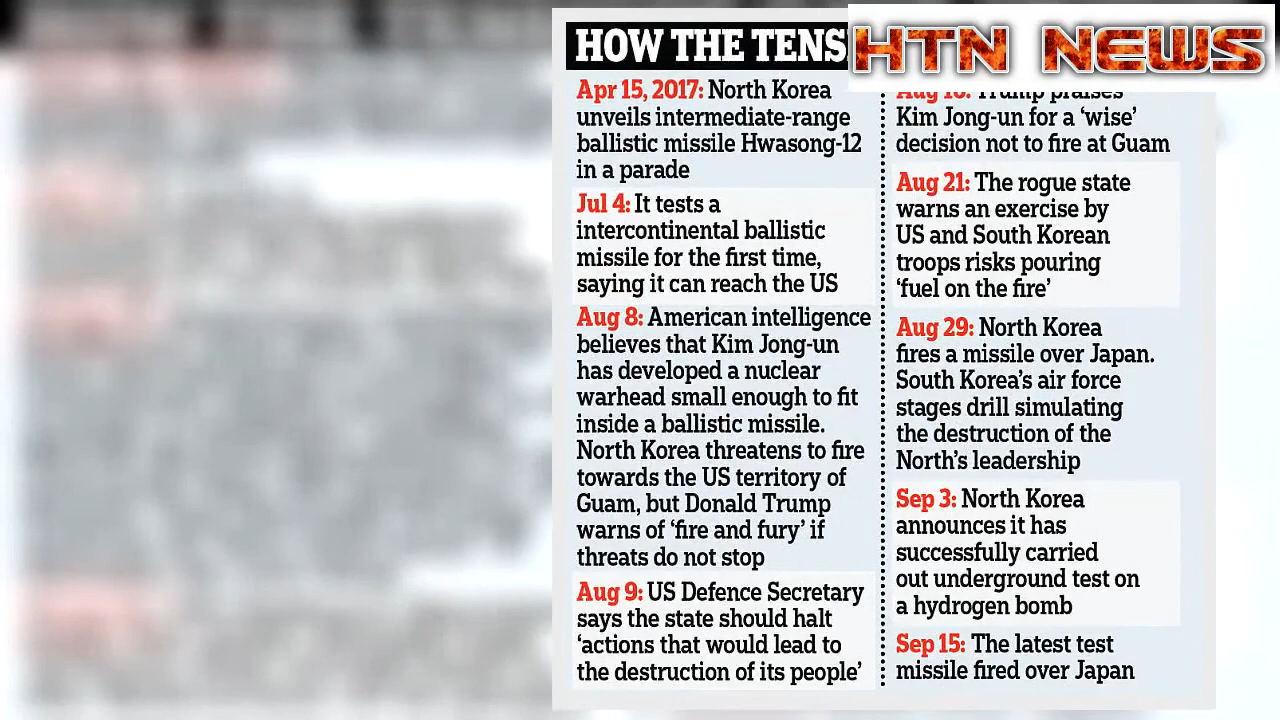 HOW THE TENS
HTN NEWS
Apr 15, 2017: North Korea
unveils intermediate-range
ballistic missile Hwasong-12
in a parade
Jul 4: It tests a
intercontinental ballistic
missile for the first time,
saying it can reach the US
Aug 8: American intelligence
believes that Kim Jong-un
has developed a nuclear
warhead small enough to fit
inside a ballistic missile.
North Korea threatens to fire
towards the US territory of
Guam, but Donald Trump
warns of ‘fire and fury’ if
threats do not stop
Aug 9: US Defence Secretary
says the state should halt
‘actions that would lead to
the destruction of its people’
Trump praises
Kim Jong-un for a ‘wise’
decision not to fire at Guam
Aug 21: The rogue state
warns an exercise by
US and South Korean
troops risks pouring
‘fuel on the fire’
Aug 29: North Korea
fires a missile over Japan.
South Korea’s air force
stages drill simulating
the destruction of the
North’s leadership
Sep 3: North Korea
announces it has
successfully carried
out underground test on
a hydrogen bomb
Sep 15: The latest test
missile fired over Japan